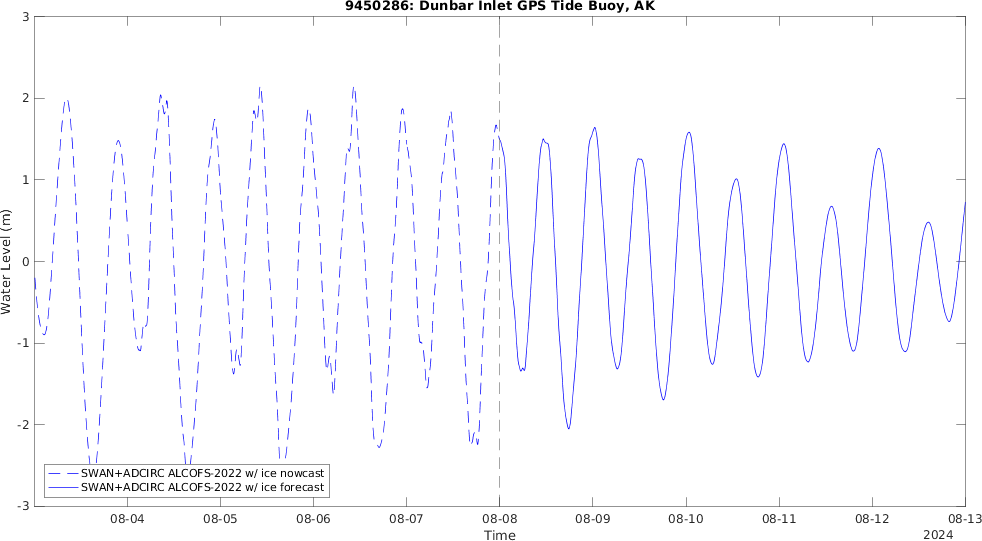 9450286: Dunbar Inlet GPS Tide Buoy, AK
3
2
1
0
-1
-2
-3
Water Level (m)
SWAN+ADCIRC ALCOFS-2022 w/ ice nowcast
SWAN+ADCIRC ALCOFS-2022 w/ ice forecast
08-04 08-05 08-06 08-07 08-08 08-09 08-10 08-11 08-12 08-13
Time
2024